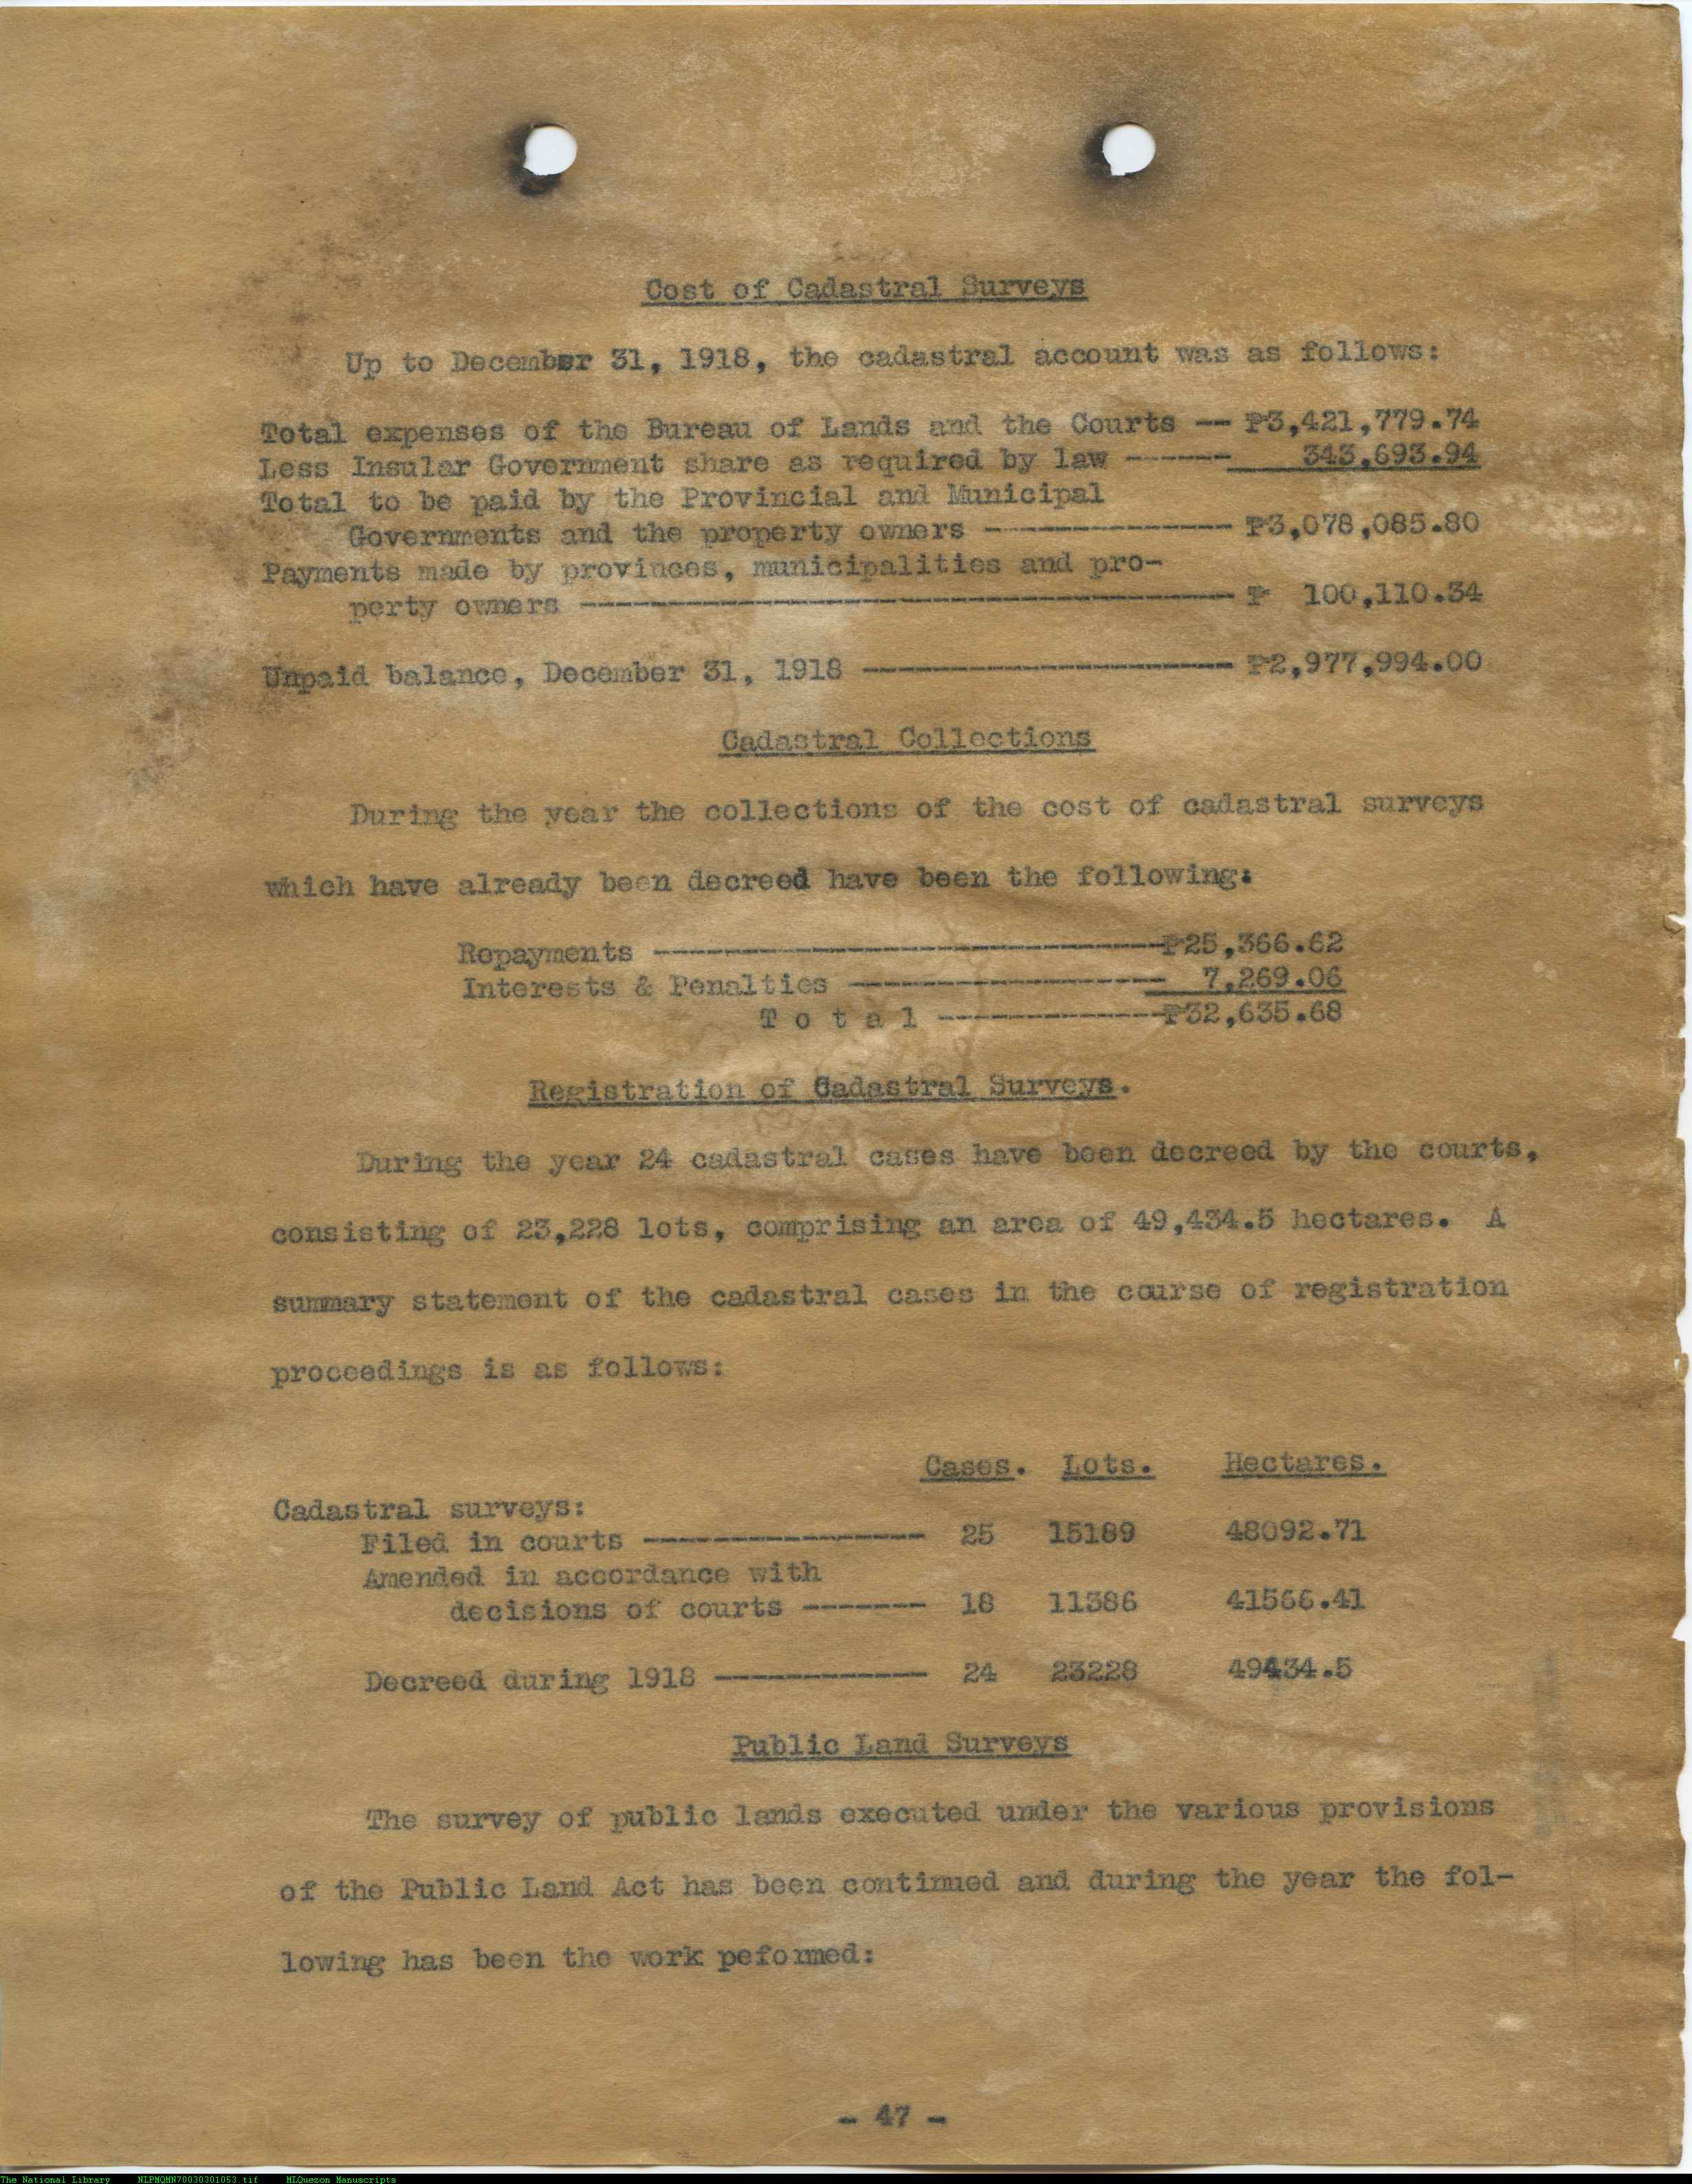 Cost of Cadastral Surveys
Up to December 31, 1918, the cadastral account was as follows:
Total expenses of the Bureau of Lands and the Courts -- ₱3,421,779.74
Less Insular Government share as required by law ------ 343,693.94
Total to be paid by the Provincial and Municipal
Governments and the property owners -------------- ₱3,078,085.80
Payments made by provinces, municipalities and pro-
perty owners ------------------------------------- ₱ 100,110.34
Unpaid balance, December 31, 1918 --------------------- ₱2,977,994.00
Cadastral Collections
During the year the collections of the cost of cadastral surveys
which have already been decreed have been the following:
Repayments -----------------------------₱25,366.62
Interests & Penalties ------------------ 7,269.06
T o t a l -------------₱32,635.68
Registration of Cadastral Surveys.
During the year 24 cadastral cases have been decreed by the courts,
consisting of 23,228 lots, comprising an area of 49,434.5 hectares. A
summary statement of the cadastral cases in the course of registration
proceedings is as follows:
Cases. Lots. Hectares.
Cadastral surveys:
Filed in courts ---------------- 25 15189 48092.71
Amended in accordance with
decisions of courts ------- 18 11386 41566.41
Decreed during 1918 ------------ 24 23228 49434.5
Public Land Surveys
The survey of public lands executed under the various provisions
of the Public Land Act has been continued and during the year the fol-
lowing has been the work peformed:
- 47 -
The National Library NLPMQMN70030301053.tif MLQuezon Manuscripts